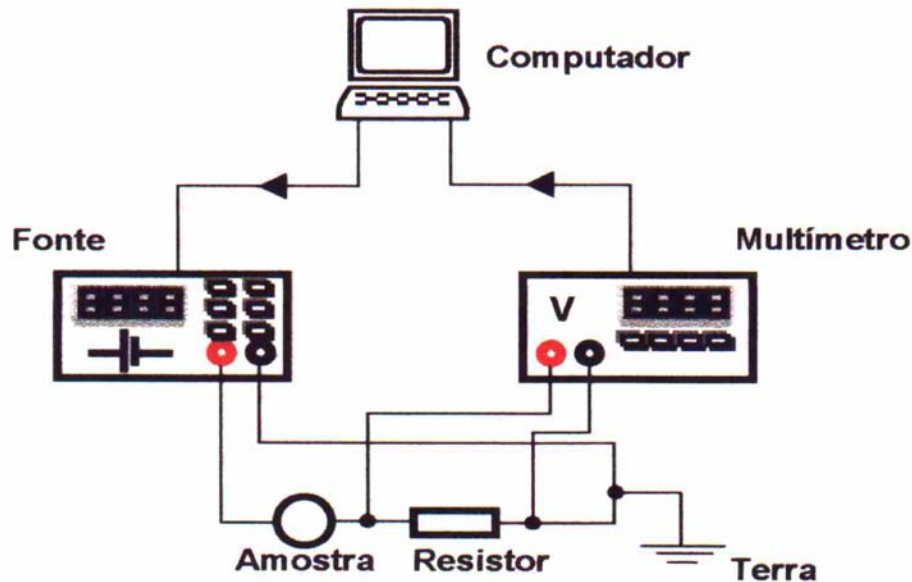 Computador
Fonte
Multímetro
V
Amostra
Resistor
Terra